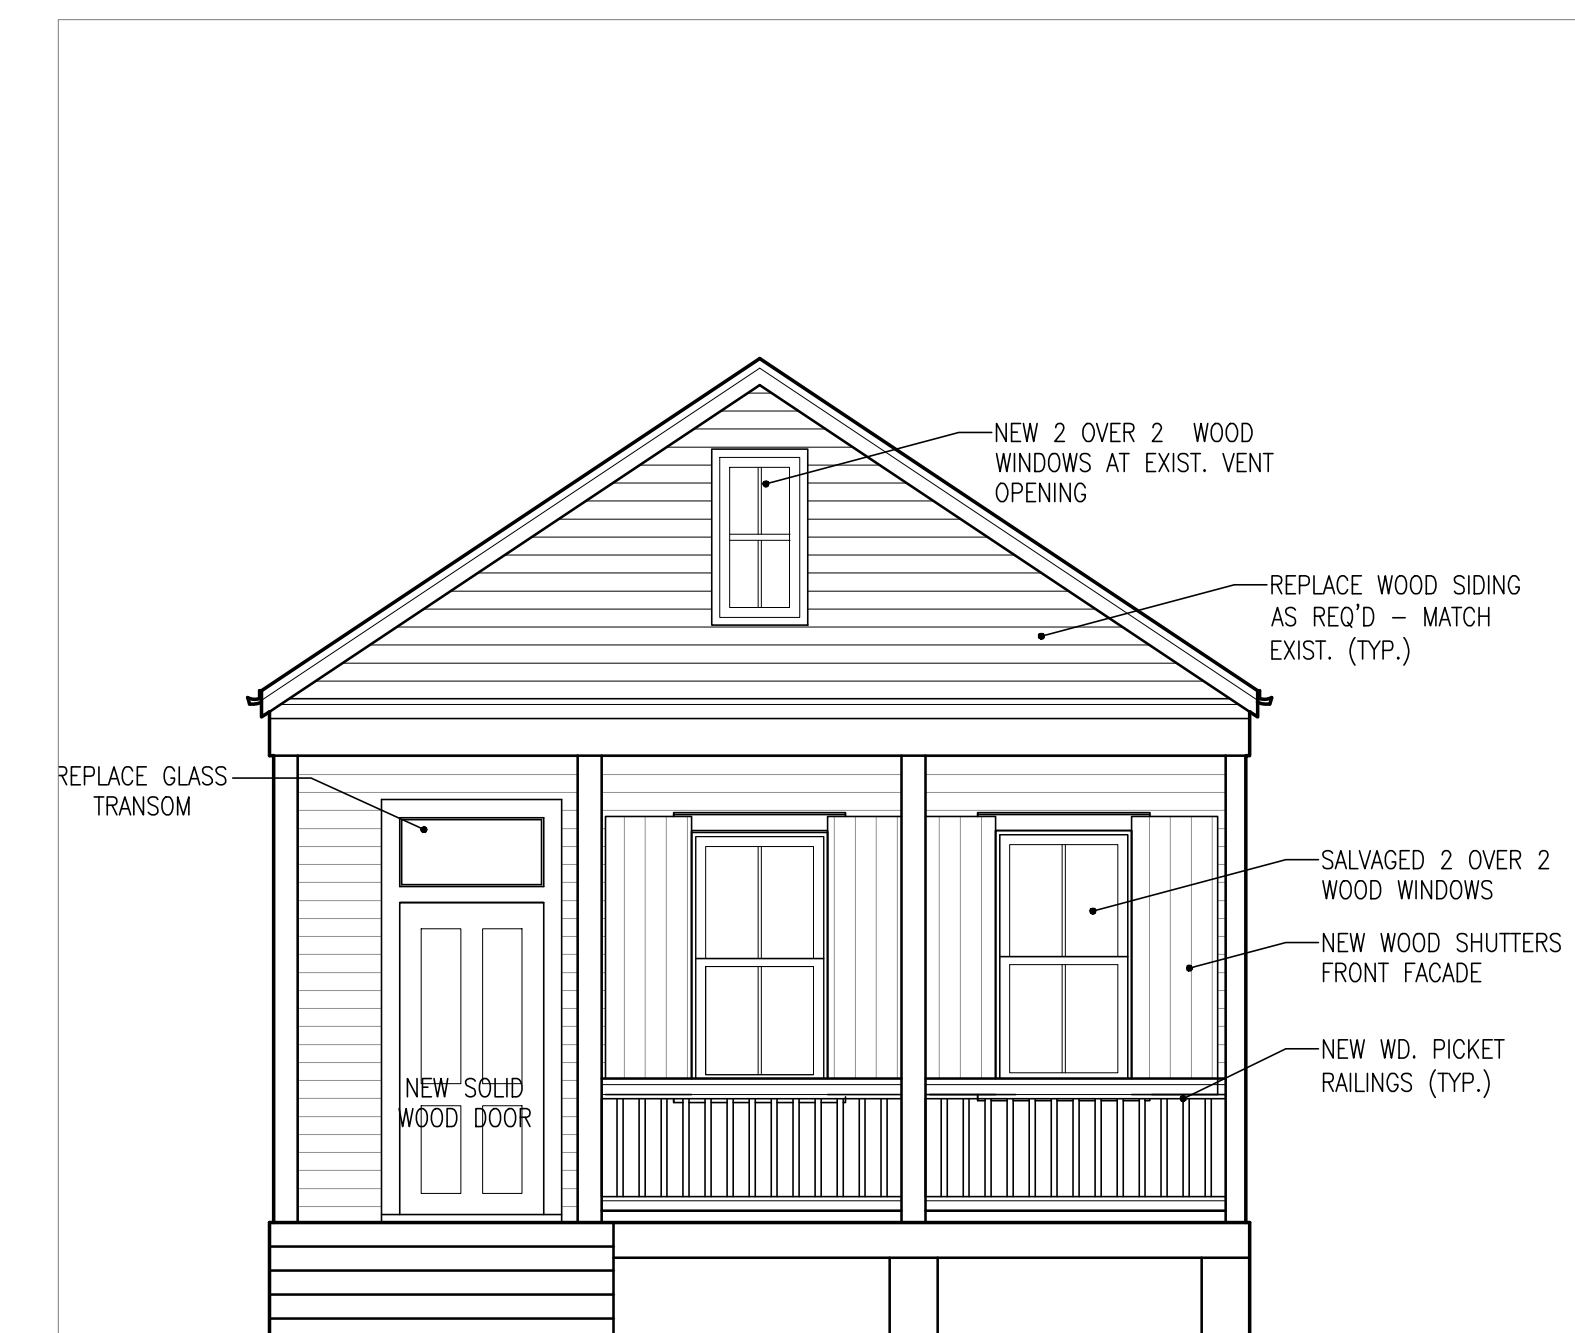 NEW 2 OVER 2 WOOD
WINDOWS AT EXIST. VENT
OPENING
REPLACE WOOD SIDING
AS REQ'D – MATCH
EXIST. (TYP.)
REPLACE GLASS
TRANSOM
SALVAGED 2 OVER 2
WOOD WINDOWS
NEW WOOD SHUTTERS
FRONT FACADE
NEW WD. PICKET
RAILINGS (TYP.)
NEW SOLID
WOOD DOOR